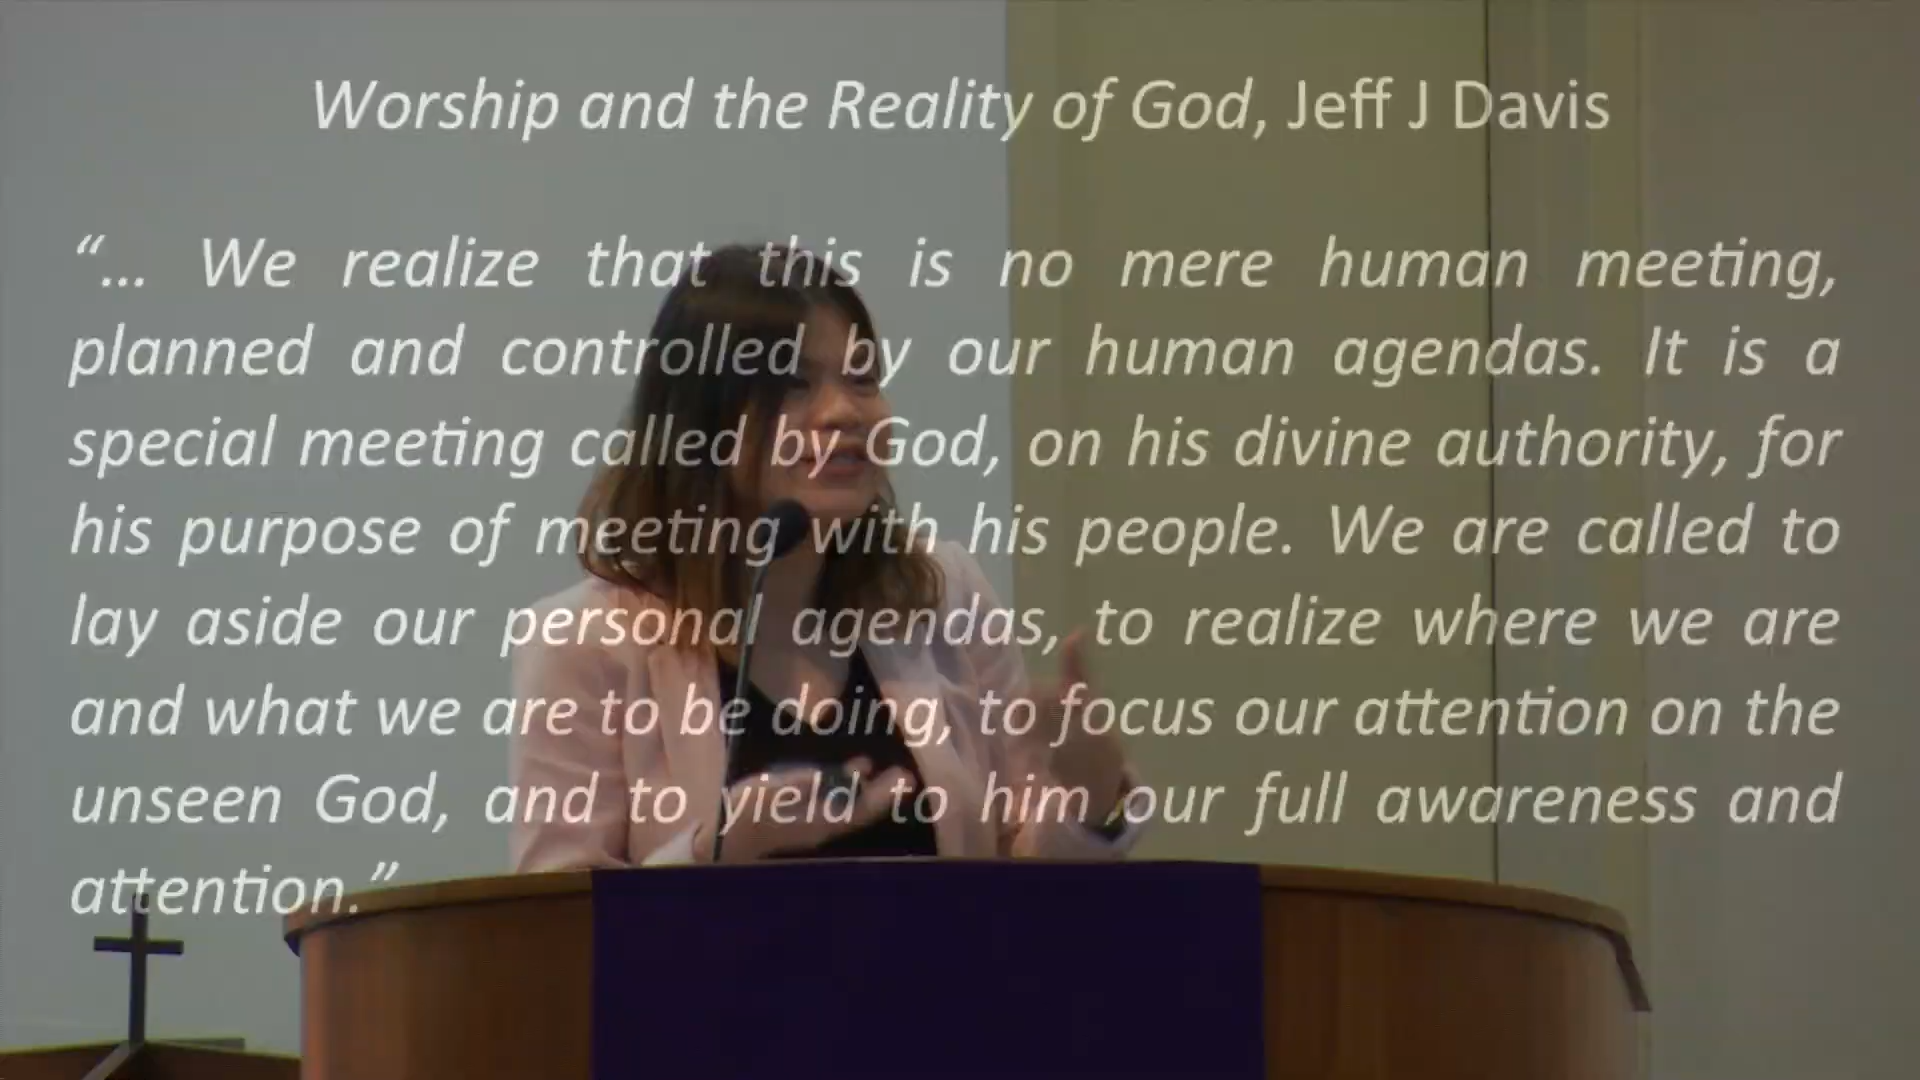 Worship and the Reality of God, Jeff J Davis
“... We realize that this is no mere human meeting,
planned and controlled by our human agendas. It is a
special meeting called by God, on his divine authority, for
his purpose of meeting with his people. We are called to
lay aside our personal agendas, to realize where we are
and what we are to be doing, to focus our attention on the
unseen God, and to yield to him our full awareness and
attention.”